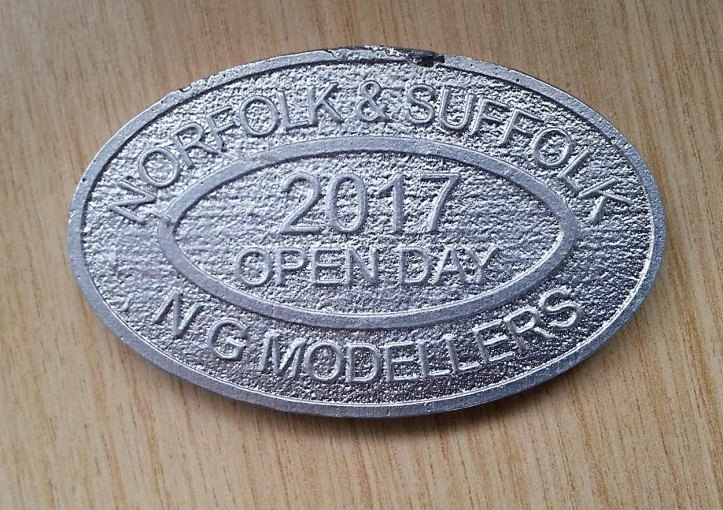 NORFOLK & SUFFOLK
2017
OPEN DAY
N G MODELLERS